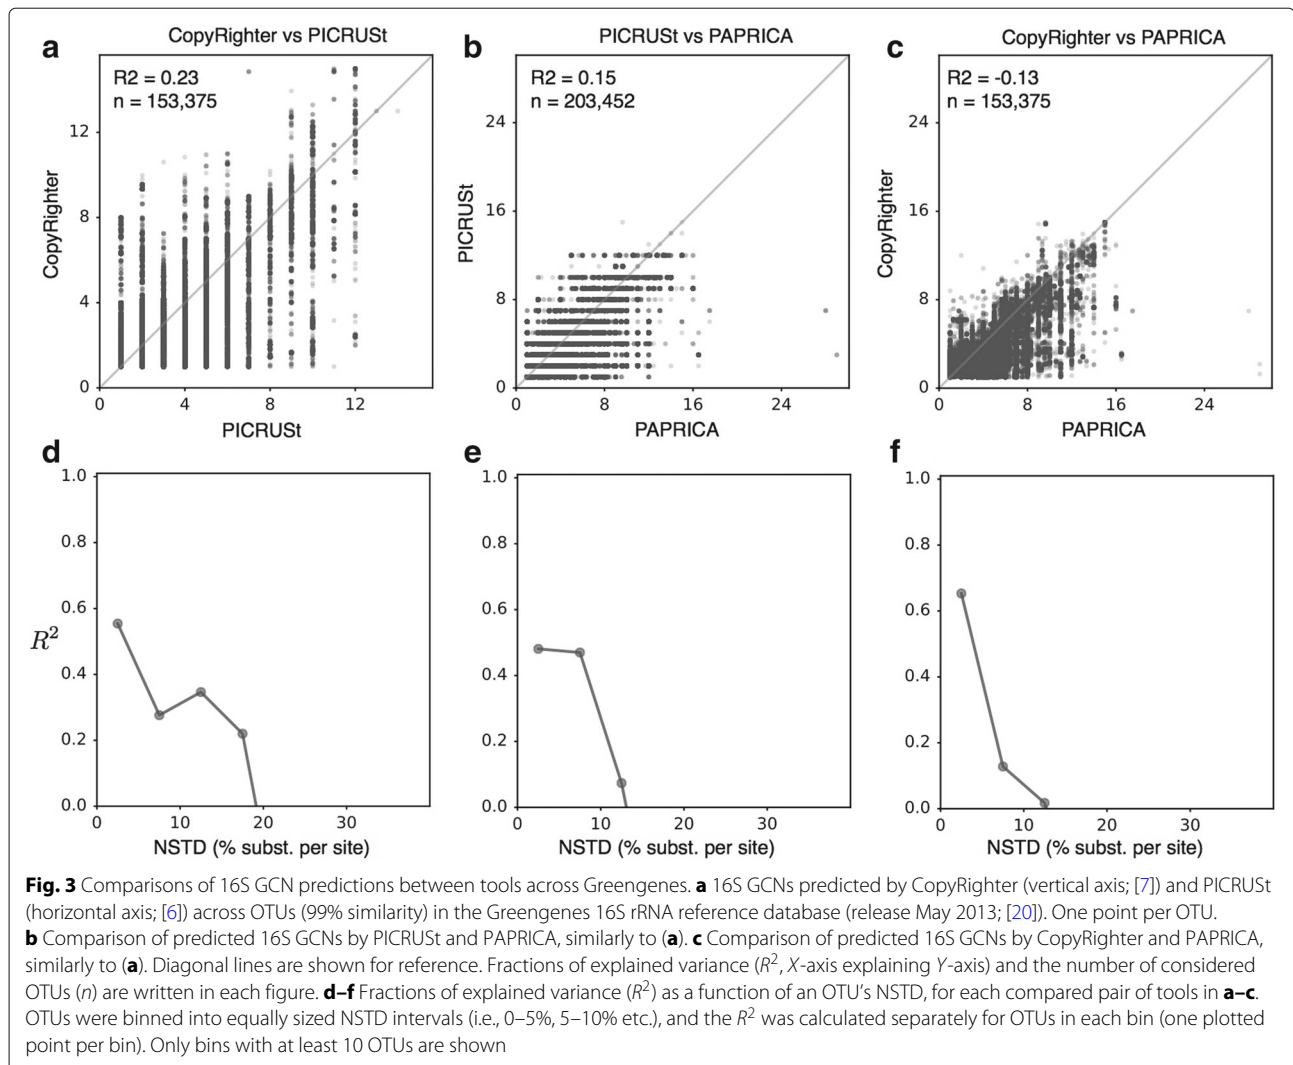 a
CopyRighter vs PICRUSt
R2 = 0.23
n = 153,375
CopyRighter
12
8
4
0
0 4 8 12
PICRUSt
b
PICRUSt vs PAPRICA
R2 = 0.15
n = 203,452
PICRUSt
24
16
8
0
0 8 16 24
PAPRICA
c
CopyRighter vs PAPRICA
R2 = -0.13
n = 153,375
CopyRighter
24
16
8
0
0 8 16 24
PAPRICA
d
1.0
0.8
0.6
R²
0.4
0.2
0.0
0 10 20 30
NSTD (% subst. per site)
e
1.0
0.8
0.6
0.4
0.2
0.0
0 10 20 30
NSTD (% subst. per site)
f
1.0
0.8
0.6
0.4
0.2
0.0
0 10 20 30
NSTD (% subst. per site)
Fig. 3 Comparisons of 16S GCN predictions between tools across Greengenes. a 16S GCNs predicted by CopyRighter (vertical axis; [7]) and PICRUSt
(horizontal axis; [6]) across OTUs (99% similarity) in the Greengenes 16S rRNA reference database (release May 2013; [20]). One point per OTU.
b Comparison of predicted 16S GCNs by PICRUSt and PAPRICA, similarly to (a). c Comparison of predicted 16S GCNs by CopyRighter and PAPRICA,
similarly to (a). Diagonal lines are shown for reference. Fractions of explained variance (R², X-axis explaining Y-axis) and the number of considered
OTUs (n) are written in each figure. d–f Fractions of explained variance (R²) as a function of an OTU's NSTD, for each compared pair of tools in a–c.
OTUs were binned into equally sized NSTD intervals (i.e., 0–5%, 5–10% etc.), and the R² was calculated separately for OTUs in each bin (one plotted
point per bin). Only bins with at least 10 OTUs are shown